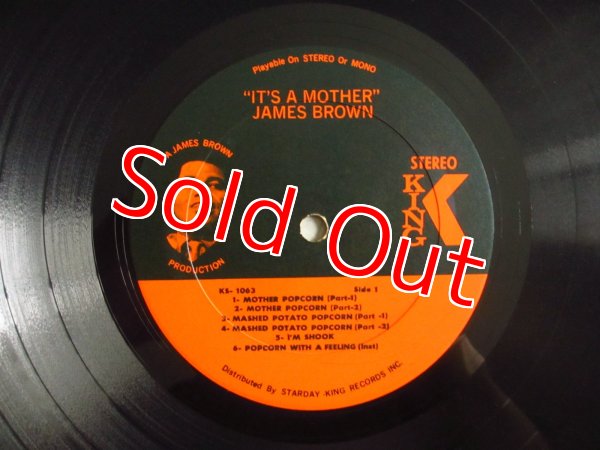 Playable On STEREO Or MONO
"IT'S A MOTHER"
JAMES BROWN
A JAMES BROWN
PRODUCTION
STEREO
KING
K
Sold Out
KS-1063 Side 1
1- MOTHER POPCORN (Part-1)
2- MOTHER POPCORN (Part-2)
3- MASHED POTATO POPCORN (Part -1)
4- MASHED POTATO POPCORN (Part -2)
5- I'M SHOOK
6- POPCORN WITH A FEELING (Inst)
Distributed By STARDAY-KING RECORDS INC.